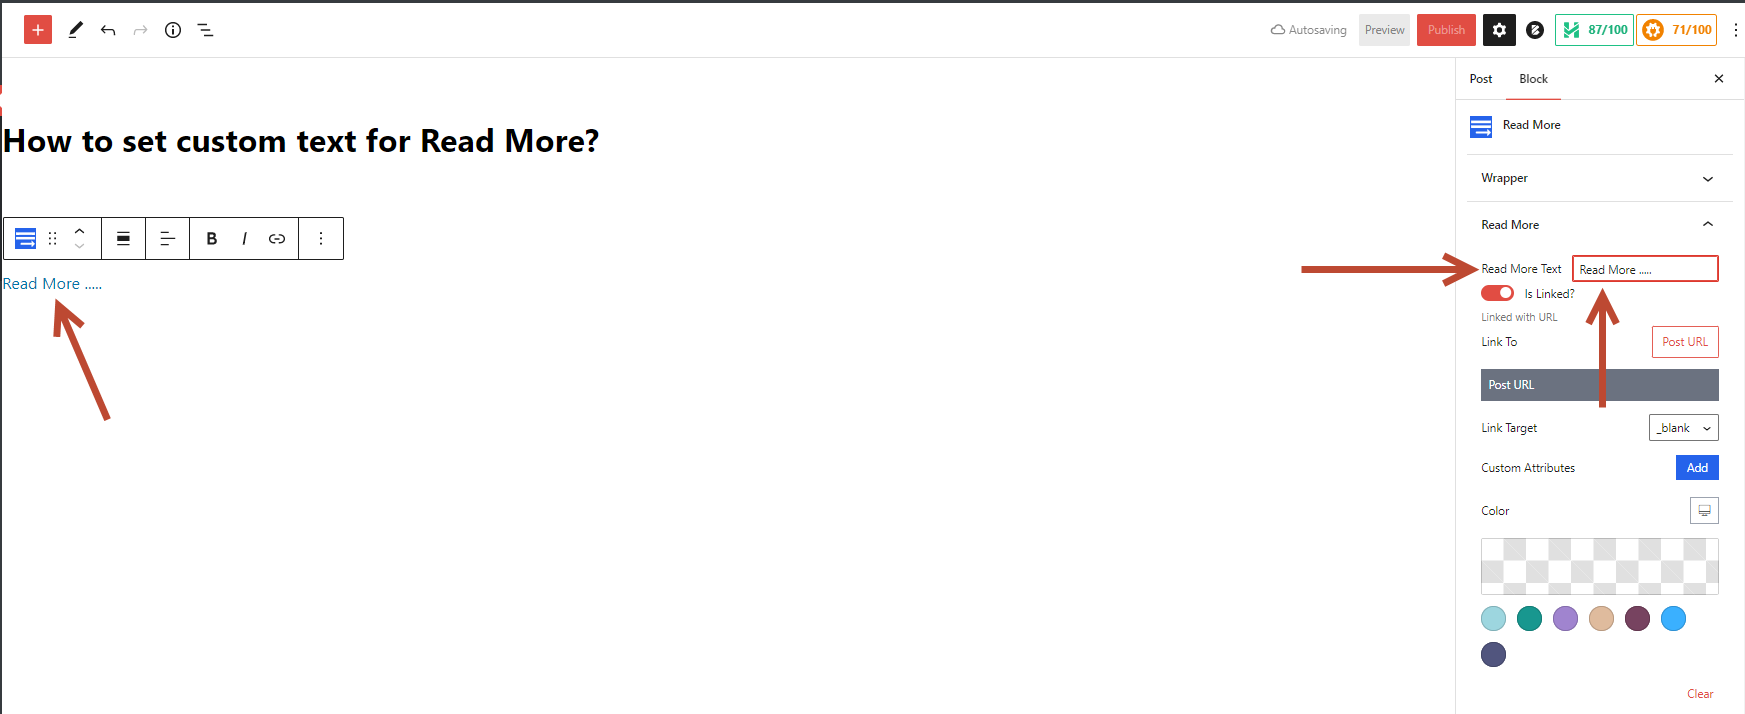 Autosaving Preview Publish 87/100 71/100
Post Block
Read More
How to set custom text for Read More?
Wrapper
Read More
B I
Read More Text Read More .....
Read More .....
Is Linked?
Linked with URL
Link To Post URL
Post URL
Link Target _blank
Custom Attributes Add
Color
Clear